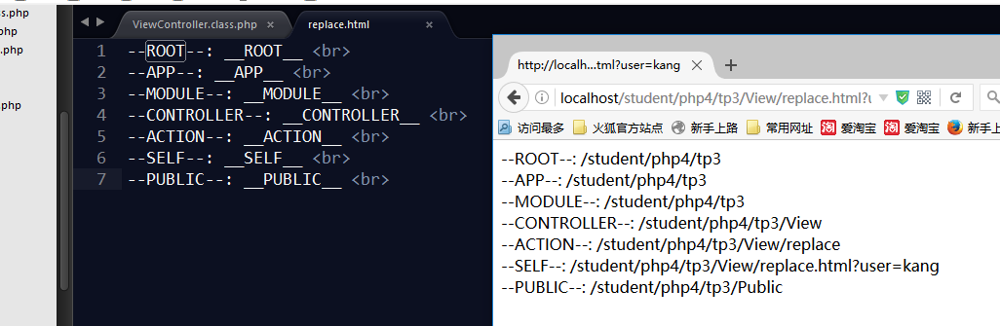 s.php
php
.php
.php
ViewController.class.php ×
replace.html ×
1 --ROOT--: __ROOT__ <br>
2 --APP--: __APP__ <br>
3 --MODULE--: __MODULE__ <br>
4 --CONTROLLER--: __CONTROLLER__ <br>
5 --ACTION--: __ACTION__ <br>
6 --SELF--: __SELF__ <br>
7 --PUBLIC--: __PUBLIC__ <br>
http://localh...tml?user=kang × +
localhost/student/php4/tp3/View/replace.html?u
访问最多 火狐官方站点 新手上路 常用网址 淘 爱淘宝 淘 爱淘宝 新手上
--ROOT--: /student/php4/tp3
--APP--: /student/php4/tp3
--MODULE--: /student/php4/tp3
--CONTROLLER--: /student/php4/tp3/View
--ACTION--: /student/php4/tp3/View/replace
--SELF--: /student/php4/tp3/View/replace.html?user=kang
--PUBLIC--: /student/php4/tp3/Public